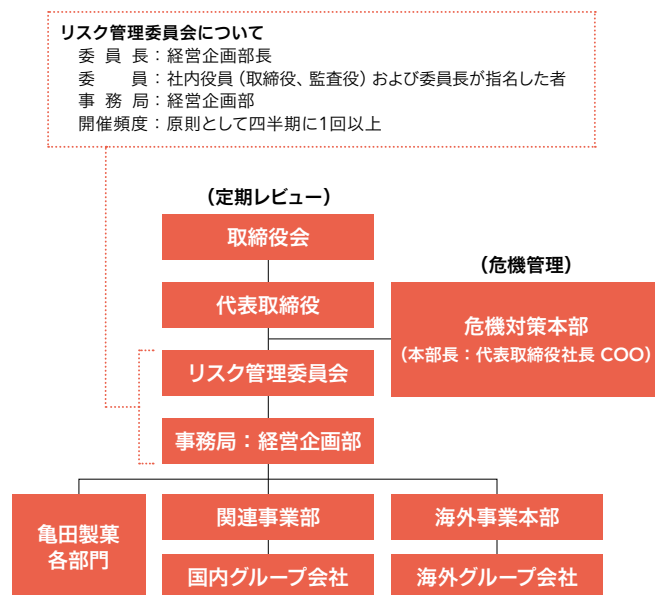 リスク管理委員会について
委員長：経営企画部長
委員：社内役員（取締役、監査役）および委員長が指名した者
事務局：経営企画部
開催頻度：原則として四半期に1回以上
（定期レビュー）
取締役会
（危機管理）
代表取締役
危機対策本部
（本部長：代表取締役社長 COO）
リスク管理委員会
事務局：経営企画部
亀田製菓
各部門
関連事業部
海外事業本部
国内グループ会社
海外グループ会社